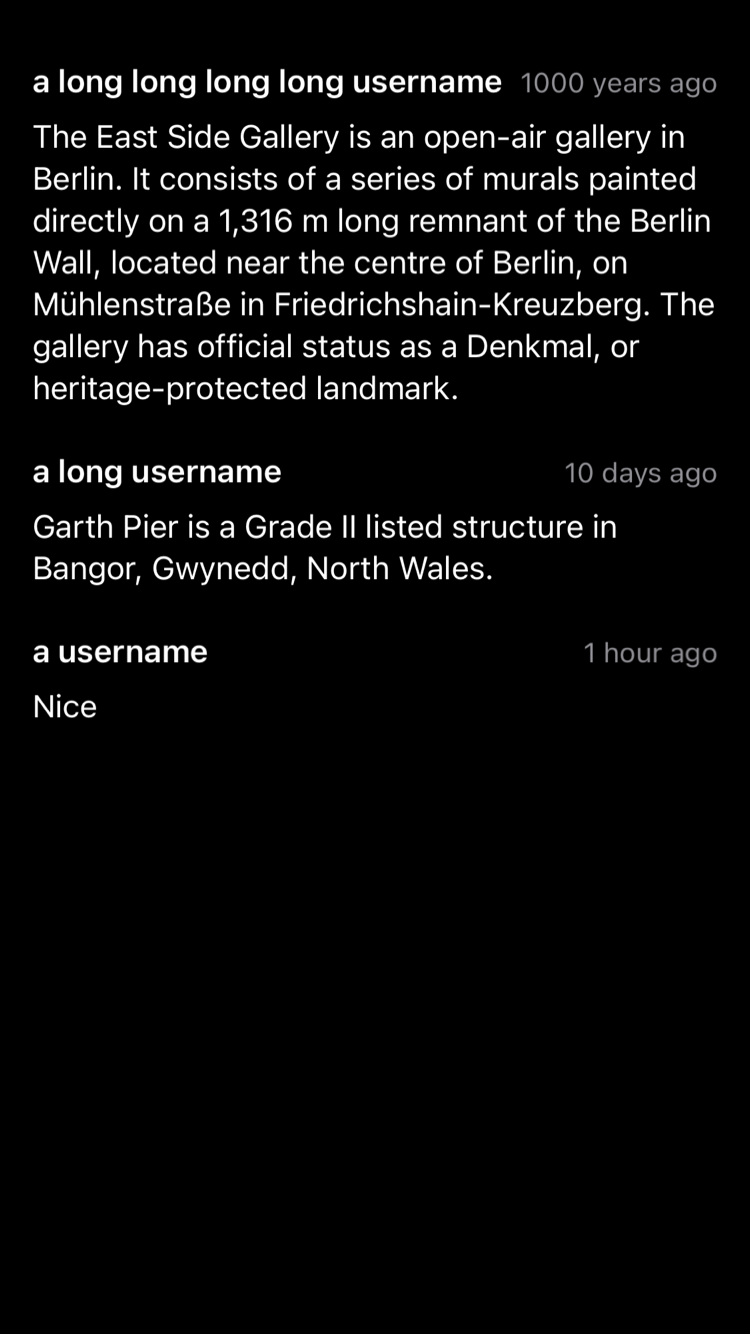 a long long long long username 1000 years ago
The East Side Gallery is an open-air gallery in
Berlin. It consists of a series of murals painted
directly on a 1,316 m long remnant of the Berlin
Wall, located near the centre of Berlin, on
Mühlenstraße in Friedrichshain-Kreuzberg. The
gallery has official status as a Denkmal, or
heritage-protected landmark.
a long username 10 days ago
Garth Pier is a Grade II listed structure in
Bangor, Gwynedd, North Wales.
a username 1 hour ago
Nice